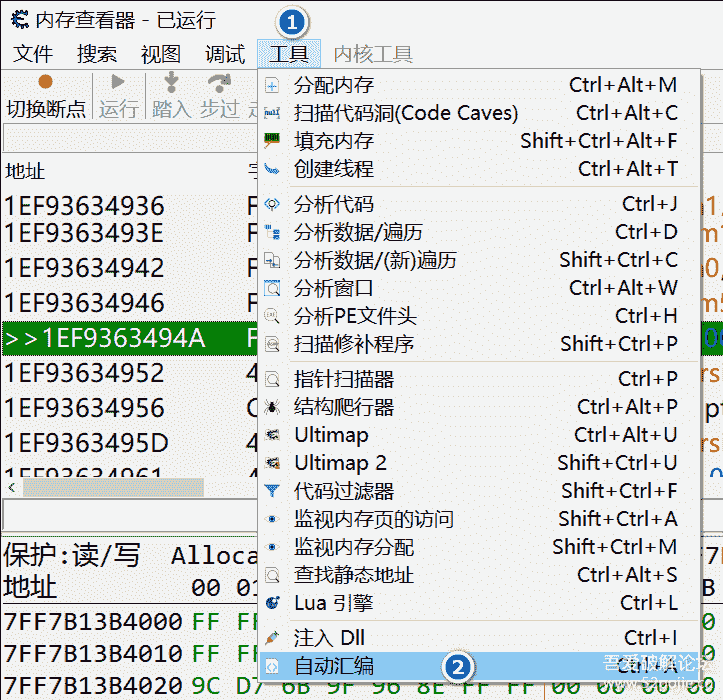 内存查看器 - 已运行
1
文件 搜索 视图 调试 工具 内核工具
切换断点 运行 踏入 步过
分配内存 Ctrl+Alt+M
扫描代码洞(Code Caves) Ctrl+Alt+C
填充内存 Shift+Ctrl+Alt+F
创建线程 Ctrl+Alt+T
分析代码 Ctrl+J
分析数据/遍历 Ctrl+D
分析数据/(新)遍历 Shift+Ctrl+C
分析窗口 Ctrl+Alt+W
分析PE文件头 Ctrl+H
扫描修补程序 Shift+Ctrl+P
指针扫描器 Ctrl+P
结构爬行器 Ctrl+Alt+P
Ultimap Ctrl+Alt+U
Ultimap 2 Shift+Ctrl+U
代码过滤器 Shift+Ctrl+F
监视内存页的访问 Shift+Ctrl+A
监视内存分配 Shift+Ctrl+M
查找静态地址 Ctrl+Alt+S
Lua 引擎 Ctrl+L
注入 Dll Ctrl+I
自动汇编 2 Ctrl+A
地址
1EF93634936 F
1EF9363493E F
1EF93634942 F
1EF93634946 F
>>1EF9363494A F
1EF93634952 4
1EF93634956
1EF9363495D 4
1EF93634961
保护:读/写 Alloca
地址 00 01
7FF7B13B4000 FF FF
7FF7B13B4010 FF FF
7FF7B13B4020 9C D7 6B 9F 96 8E FF FF 00 00 00 00
吾爱破解论坛
www.52pojie.cn